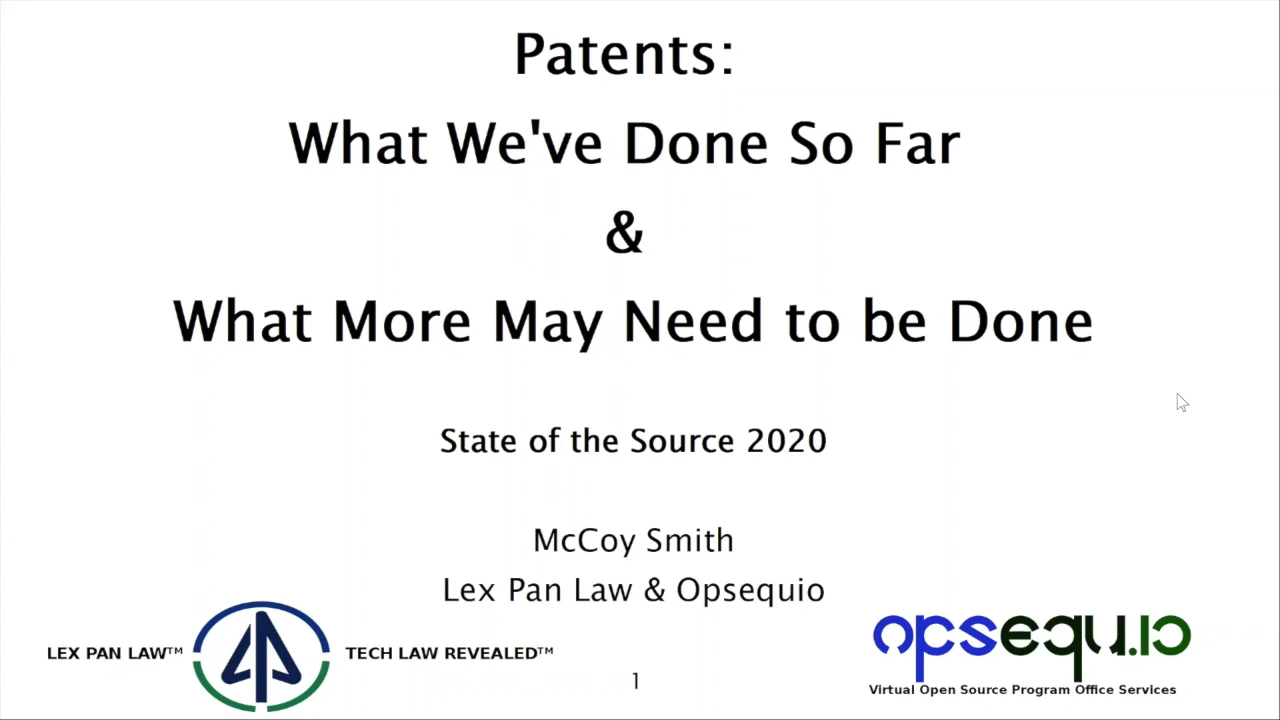 Patents:
What We've Done So Far
&
What More May Need to be Done
State of the Source 2020
McCoy Smith
Lex Pan Law & Opsequio
LEX PAN LAW™ TECH LAW REVEALED™
opsequ.io
Virtual Open Source Program Office Services
1